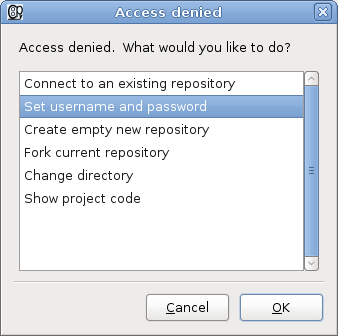 Access denied
Access denied.  What would you like to do?
Connect to an existing repository
Set username and password
Create empty new repository
Fork current repository
Change directory
Show project code
Cancel
OK